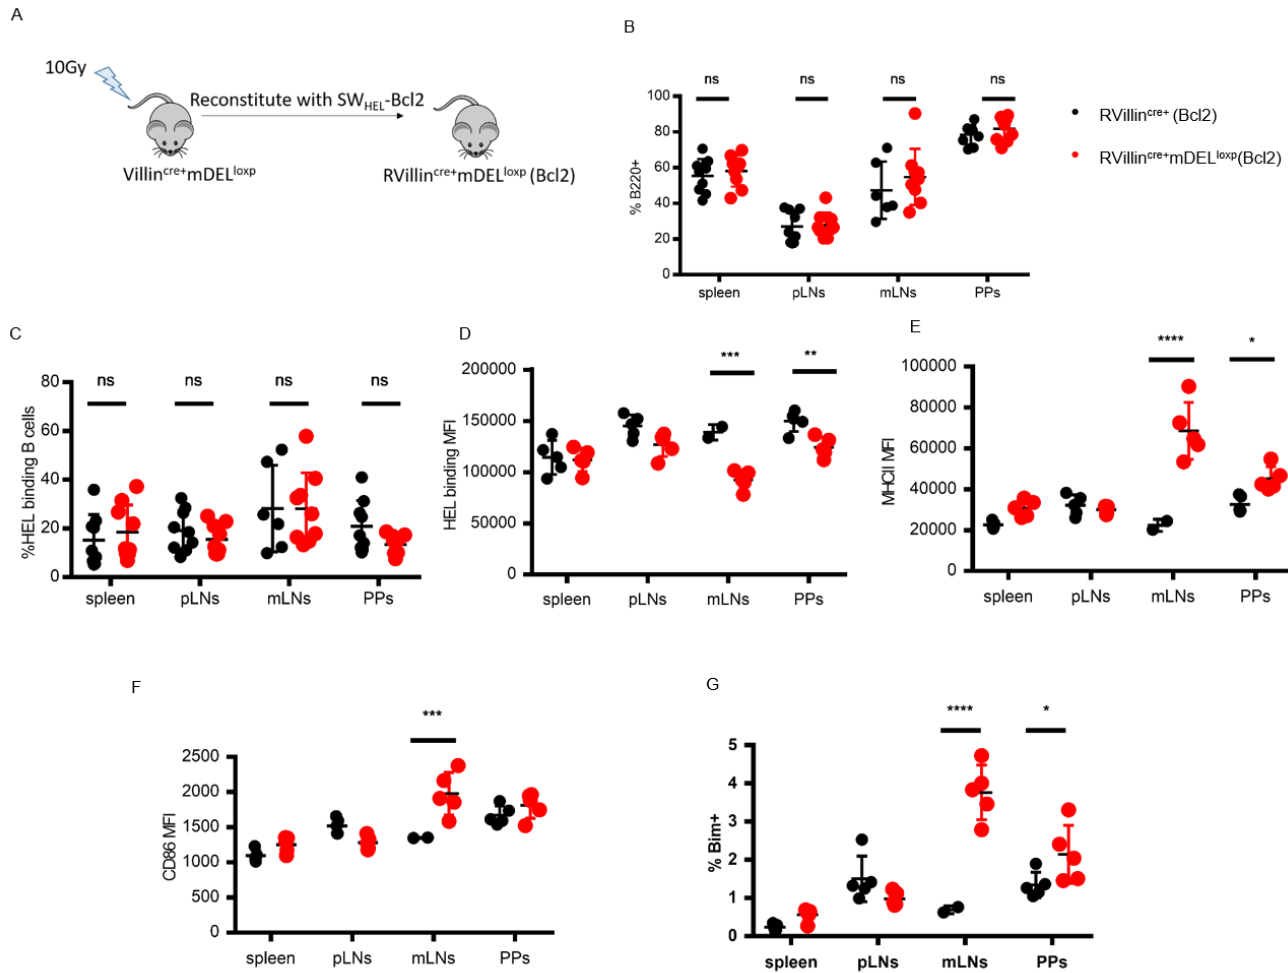 A
10Gy
Reconstitute with SWHEL-Bcl2
Villincre+mDELloxp
RVillincre+mDELloxp (Bcl2)
B
ns ns ns ns
% B220+
100
80
60
40
20
0
spleen pLNs mLNs PPs
RVillincre+ (Bcl2)
RVillincre+mDELloxp(Bcl2)
C
ns ns ns ns
%HEL binding B cells
80
60
40
20
0
spleen pLNs mLNs PPs
D
*** **
HEL binding MFI
200000
150000
100000
50000
0
spleen pLNs mLNs PPs
E
**** *
MHCII MFI
100000
80000
60000
40000
20000
0
spleen pLNs mLNs PPs
F
***
CD86 MFI
2500
2000
1500
1000
500
0
spleen pLNs mLNs PPs
G
**** *
% Bim+
5
4
3
2
1
0
spleen pLNs mLNs PPs